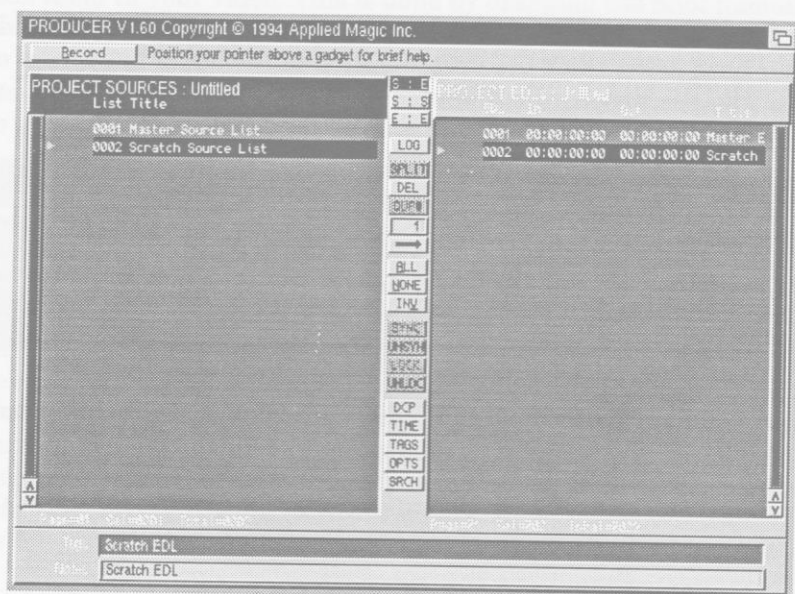 PRODUCER V1.60 Copyright © 1994 Applied Magic Inc.
Record
Position your pointer above a gadget for brief help.
PROJECT SOURCES : Untitled
List Title
0001 Master Source List
0002 Scratch Source List
S : E
S : S
E : E
LOG
SPLIT
DEL
1
ALL
NONE
INV
SYNC
UNSYN
LOCK
UNLOC
DCP
TIME
TAGS
OPTS
SRCH
0001 00:00:00:00 00:00:00:00 Master E
0002 00:00:00:00 00:00:00:00 Scratch
Scratch EDL
Scratch EDL